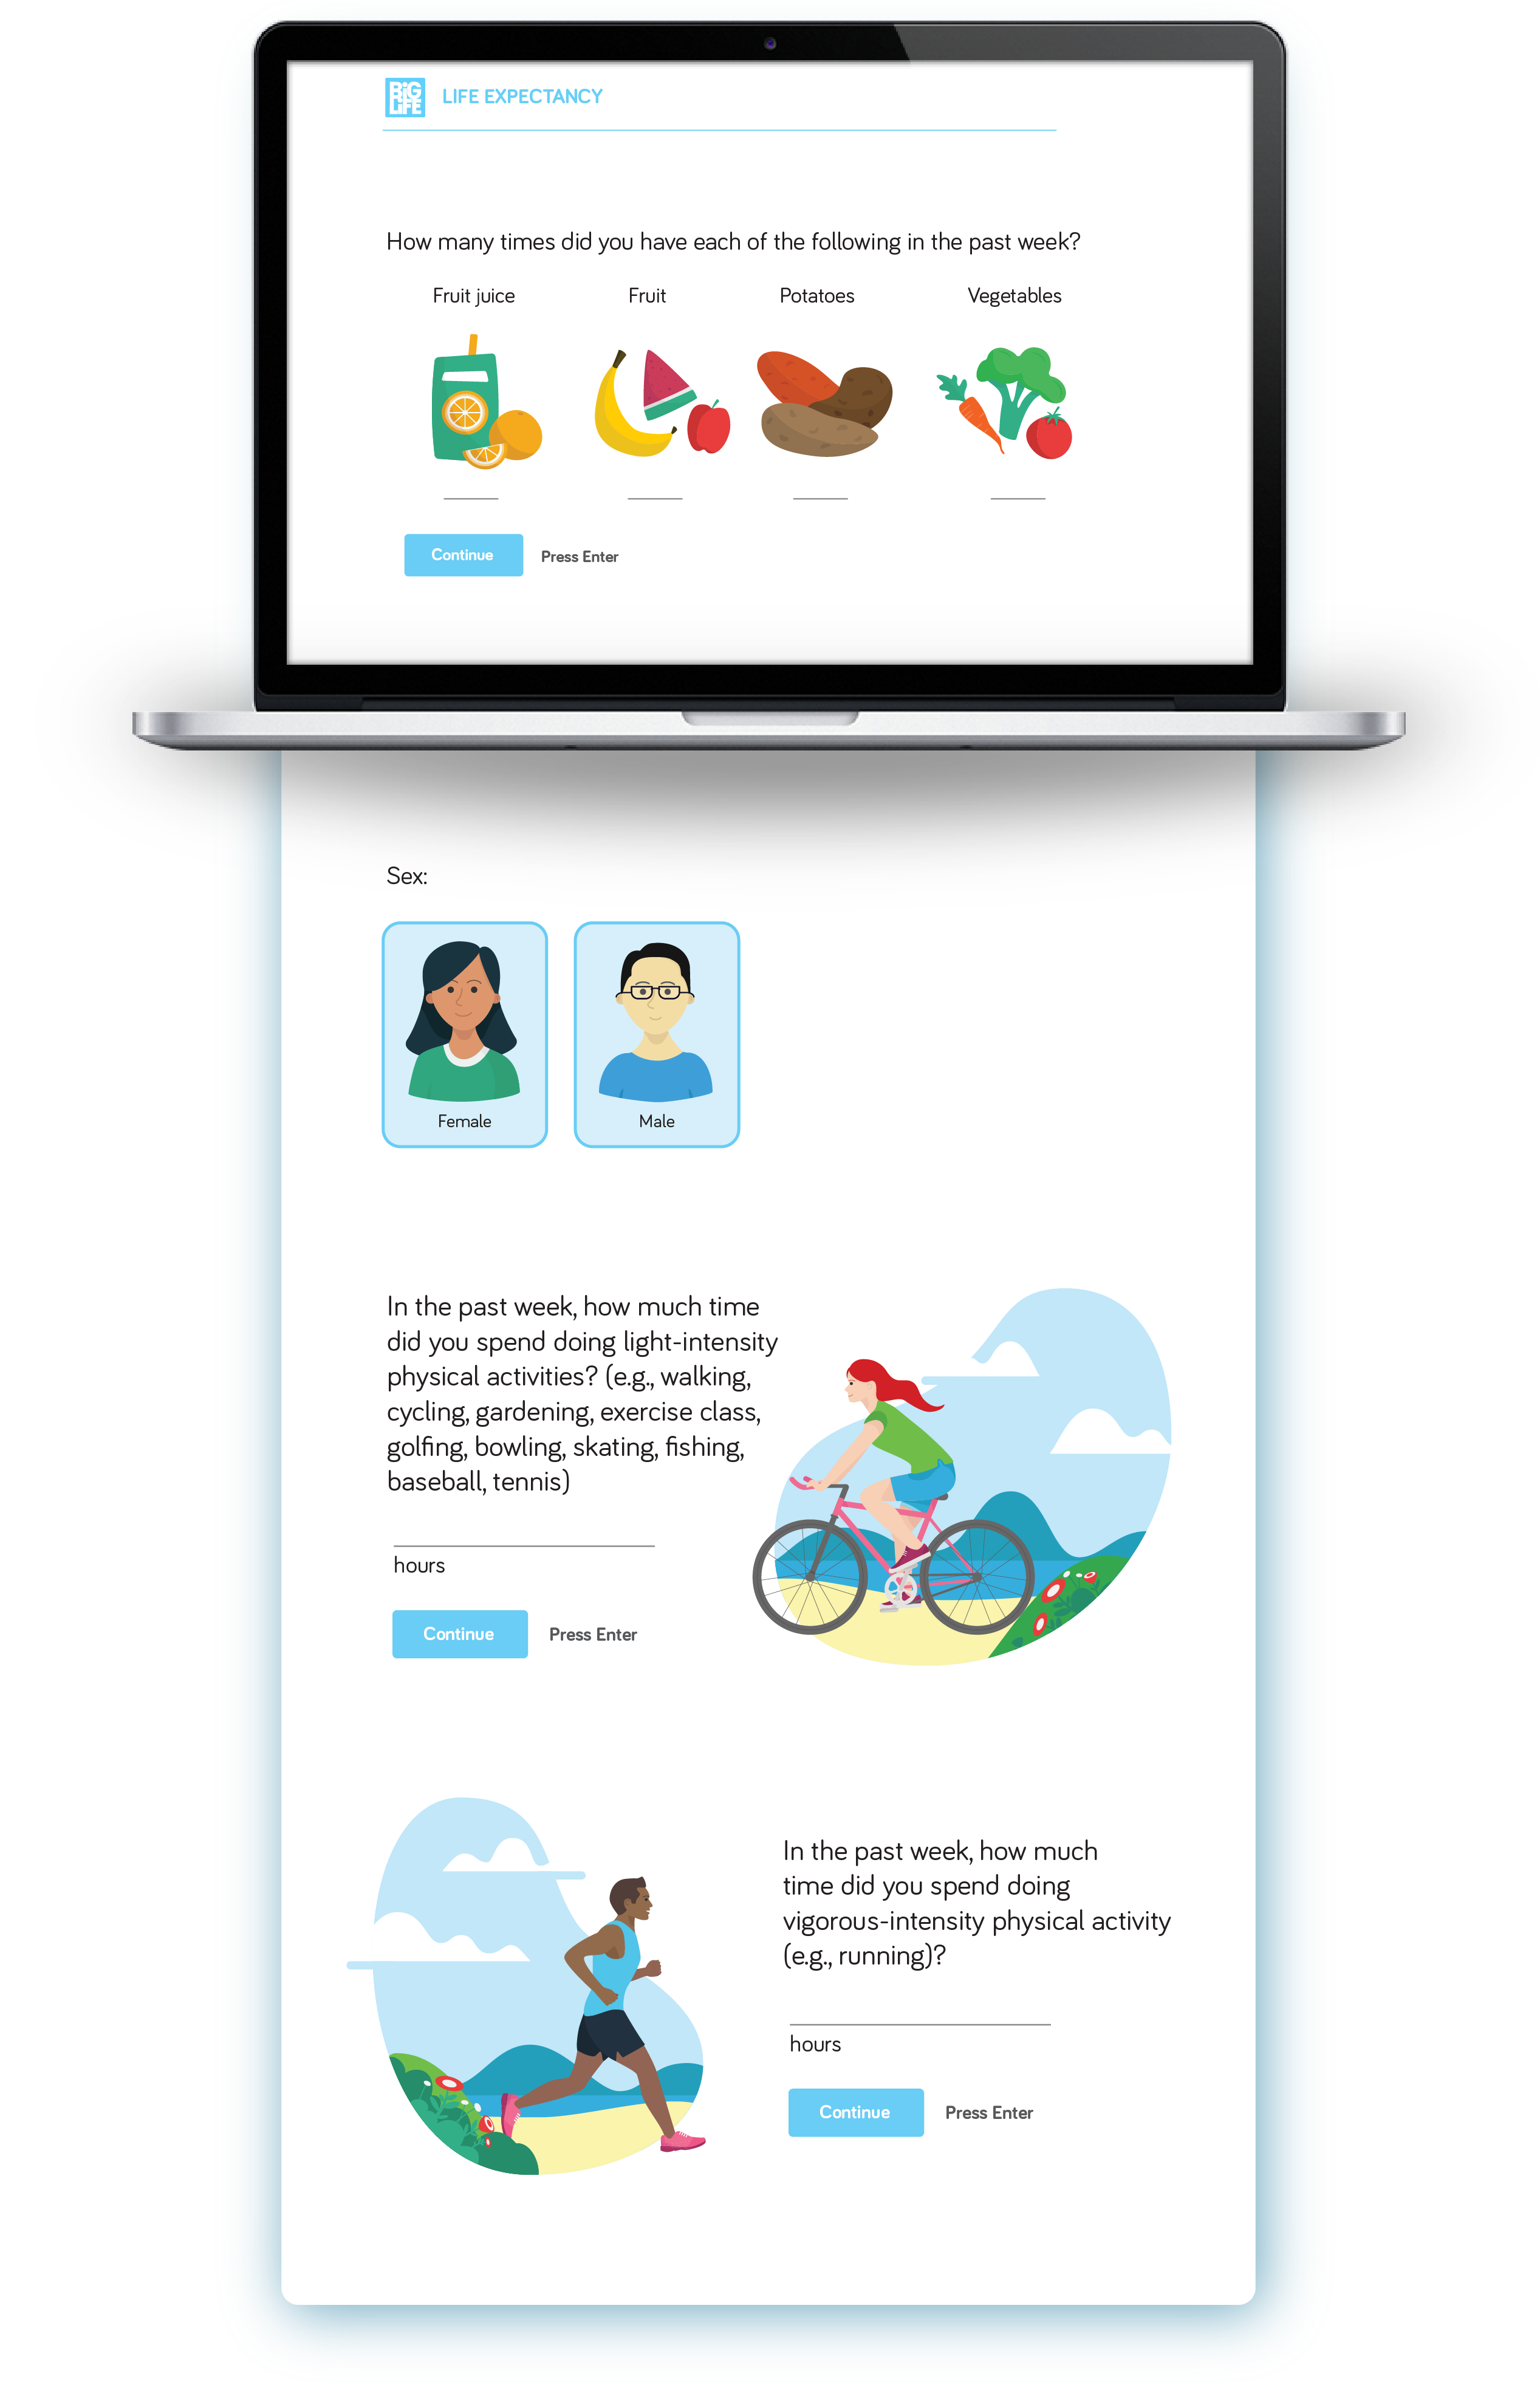 BiG
LiFE
LIFE EXPECTANCY
How many times did you have each of the following in the past week?
Fruit juice
Fruit
Potatoes
Vegetables
Continue
Press Enter
Sex:
Female
Male
In the past week, how much time
did you spend doing light-intensity
physical activities? (e.g., walking,
cycling, gardening, exercise class,
golfing, bowling, skating, fishing,
baseball, tennis)
hours
Continue
Press Enter
In the past week, how much
time did you spend doing
vigorous-intensity physical activity
(e.g., running)?
hours
Continue
Press Enter